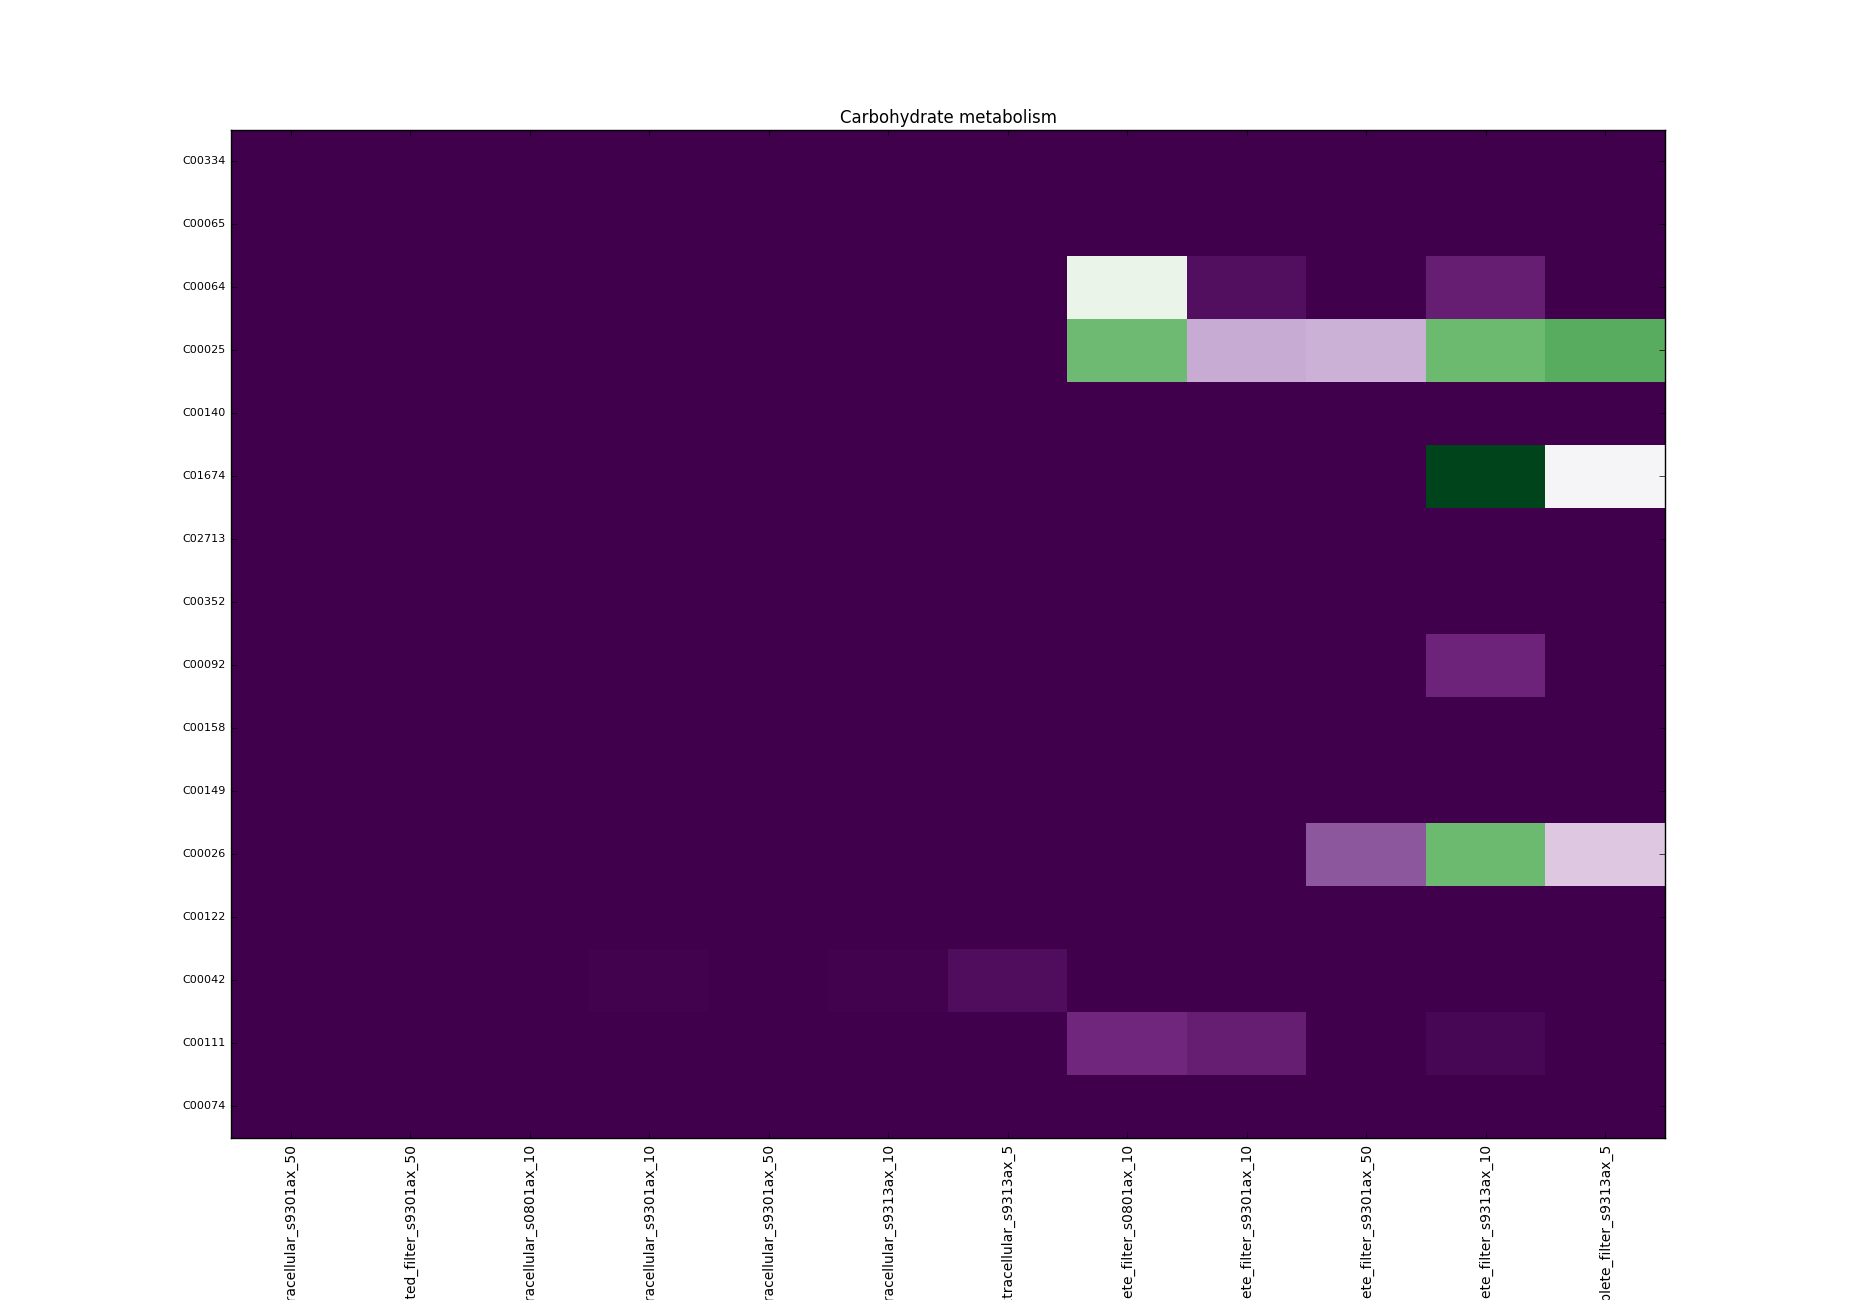 Carbohydrate metabolism
C00334
C00065
C00064
C00025
C00140
C01674
C02713
C00352
C00092
C00158
C00149
C00026
C00122
C00042
C00111
C00074
racellular_s9301ax_50
ted_filter_s9301ax_50
racellular_s0801ax_10
racellular_s9301ax_10
racellular_s9301ax_50
racellular_s9313ax_10
tracellular_s9313ax_5
ete_filter_s0801ax_10
ete_filter_s9301ax_10
ete_filter_s9301ax_50
ete_filter_s9313ax_10
plete_filter_s9313ax_5